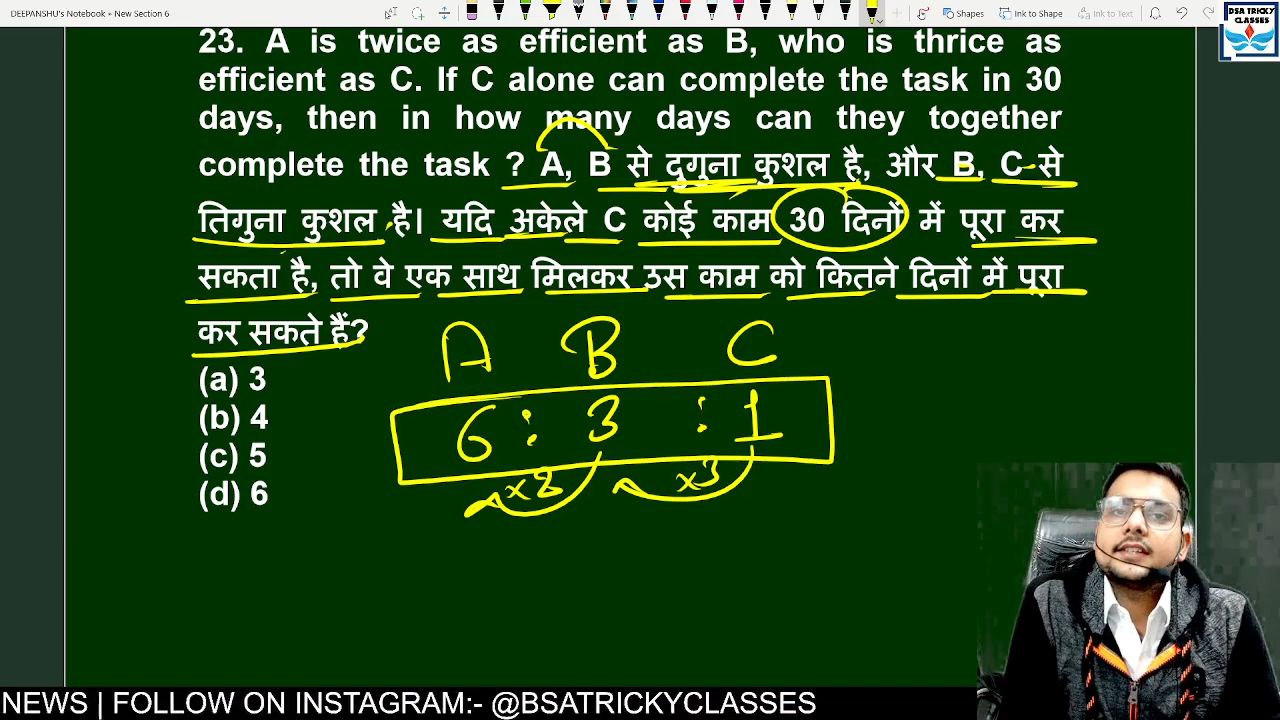 DEEPANSHU's Notebook ▸ New Section 6
Shapes
Ink to Shape
Ink to Text
DSA TRICKY
CLASSES
23. A is twice as efficient as B, who is thrice as
efficient as C. If C alone can complete the task in 30
days, then in how many days can they together
complete the task ? A, B से दुगुना कुशल है, और B, C से
तिगुना कुशल है। यदि अकेले C कोई काम 30 दिनों में पूरा कर
सकता है, तो वे एक साथ मिलकर उस काम को कितने दिनों में पूरा
कर सकते हैं?
A B C
(a) 3
(b) 4
6 : 3 : 1
(c) 5
×2 ×3
(d) 6
NEWS | FOLLOW ON INSTAGRAM:- @BSATRICKYCLASSES